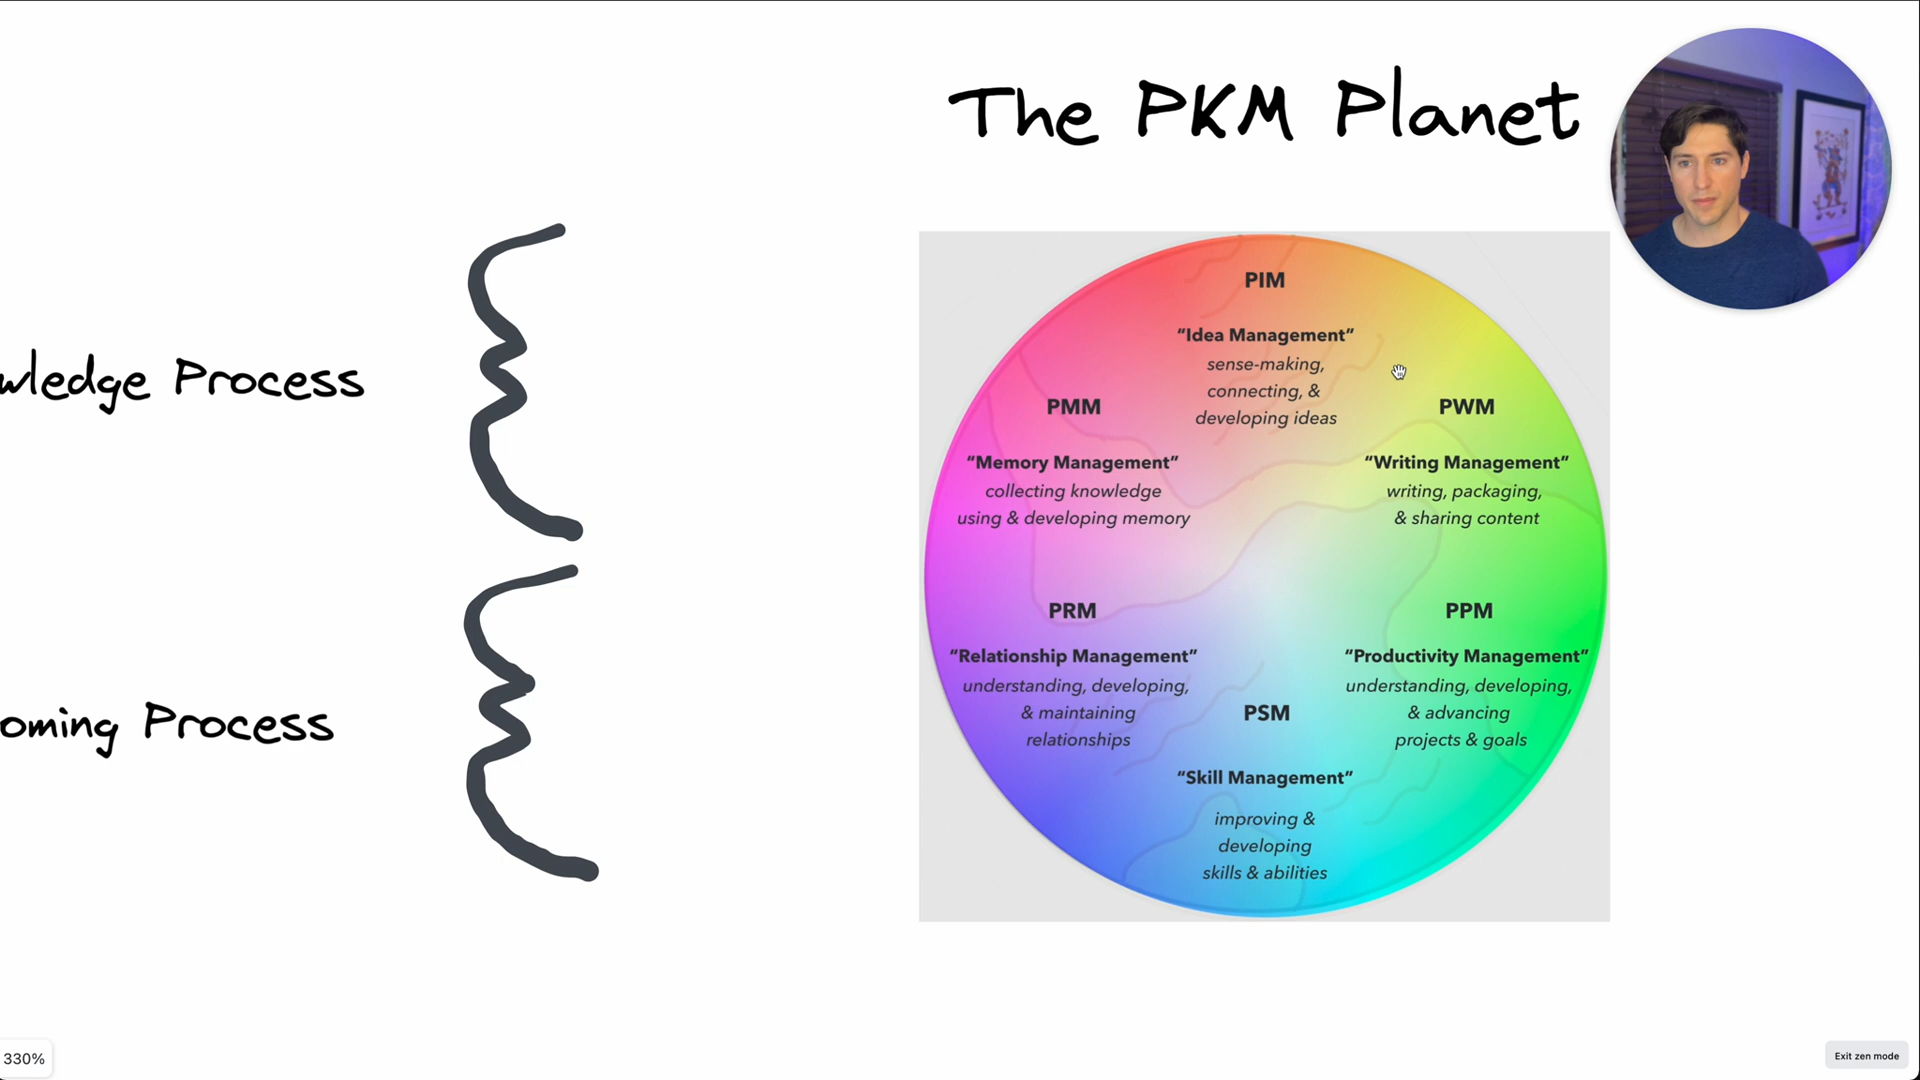 The PKM Planet
wledge Process
oming Process
PIM
“Idea Management”
sense-making,
connecting, &
developing ideas
PMM
“Memory Management”
collecting knowledge
using & developing memory
PWM
“Writing Management”
writing, packaging,
& sharing content
PRM
“Relationship Management”
understanding, developing,
& maintaining
relationships
PPM
“Productivity Management”
understanding, developing,
& advancing
projects & goals
PSM
“Skill Management”
improving &
developing
skills & abilities
330%
Exit zen mode